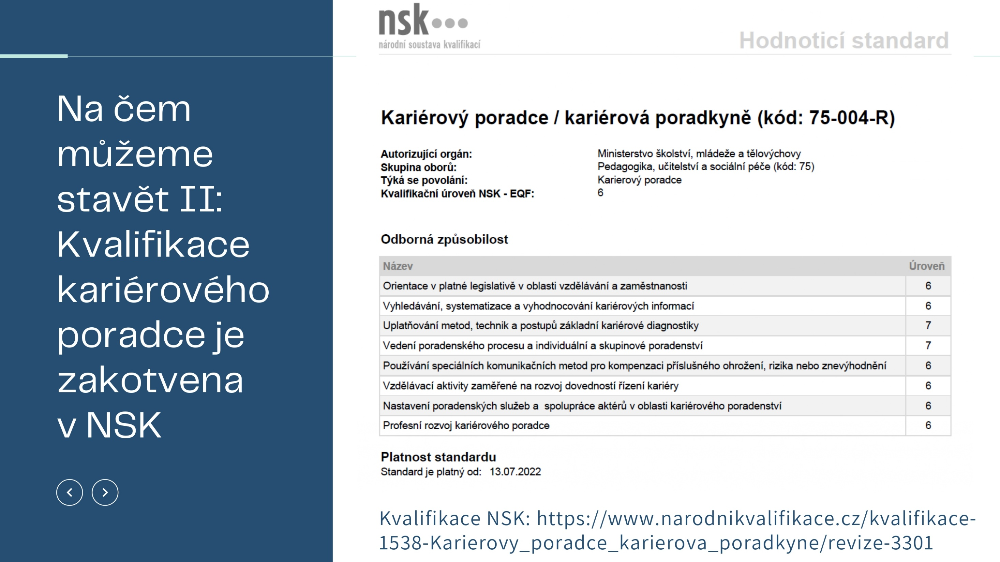 Na čem
můžeme
stavět II:
Kvalifikace
kariérového
poradce je
zakotvena
v NSK
nsk
národní soustava kvalifikací
Hodnoticí standard
Kariérový poradce / kariérová poradkyně (kód: 75-004-R)
Autorizující orgán: Ministerstvo školství, mládeže a tělovýchovy
Skupina oborů: Pedagogika, učitelství a sociální péče (kód: 75)
Týká se povolání: Karierový poradce
Kvalifikační úroveň NSK - EQF: 6
Odborná způsobilost
Název Úroveň
Orientace v platné legislativě v oblasti vzdělávání a zaměstnanosti 6
Vyhledávání, systematizace a vyhodnocování kariérových informací 6
Uplatňování metod, technik a postupů základní kariérové diagnostiky 7
Vedení poradenského procesu a individuální a skupinové poradenství 7
Používání speciálních komunikačních metod pro kompenzaci příslušného ohrožení, rizika nebo znevýhodnění 6
Vzdělávací aktivity zaměřené na rozvoj dovedností řízení kariéry 6
Nastavení poradenských služeb a spolupráce aktérů v oblasti kariérového poradenství 6
Profesní rozvoj kariérového poradce 6
Platnost standardu
Standard je platný od: 13.07.2022
Kvalifikace NSK: https://www.narodnikvalifikace.cz/kvalifikace-
1538-Karierovy_poradce_karierova_poradkyne/revize-3301